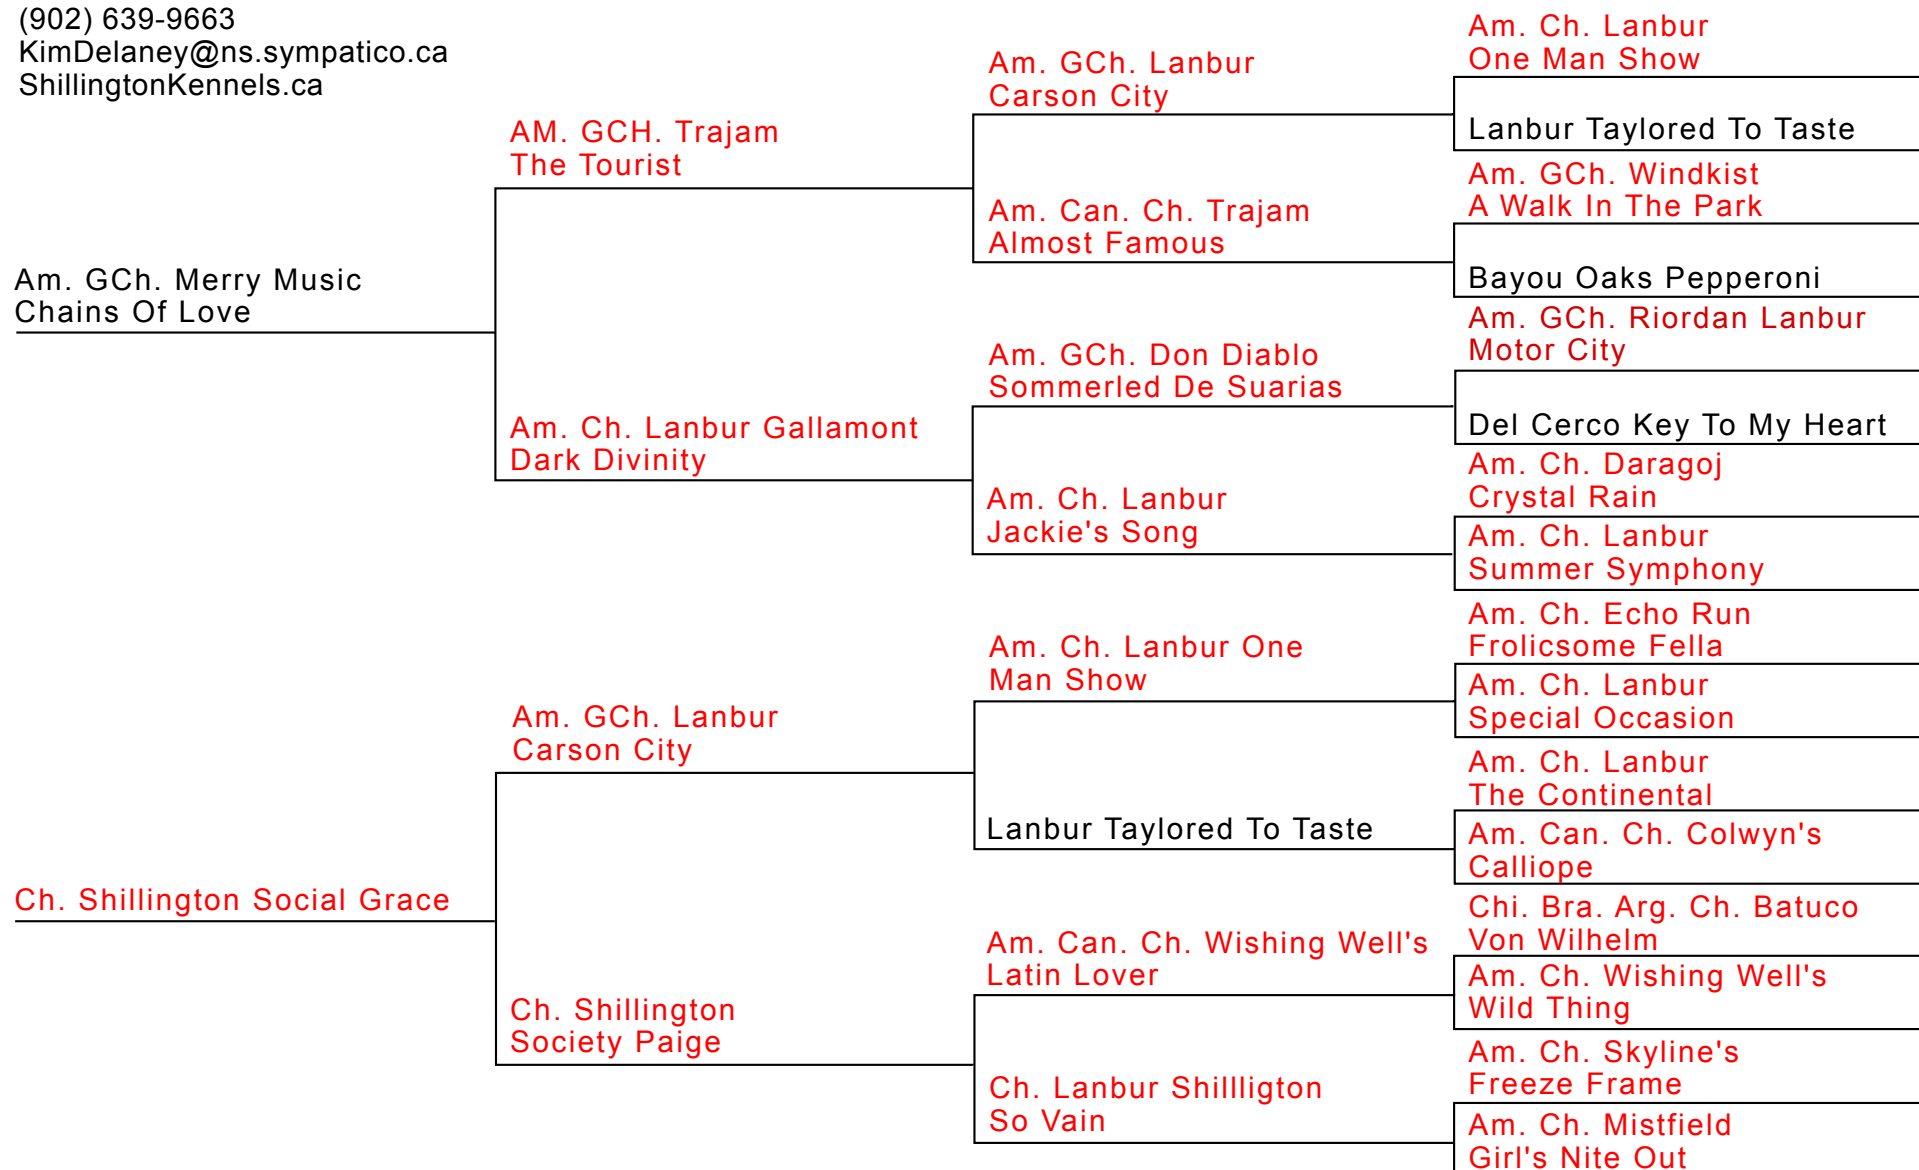 (902) 639-9663
KimDelaney@ns.sympatico.ca
ShillingtonKennels.ca
Am. GCh. Merry Music
Chains Of Love
Ch. Shillington Social Grace
AM. GCH. Trajam
The Tourist
Am. Ch. Lanbur Gallamont
Dark Divinity
Am. GCh. Lanbur
Carson City
Ch. Shillington
Society Paige
Am. GCh. Lanbur
Carson City
Am. Can. Ch. Trajam
Almost Famous
Am. GCh. Don Diablo
Sommerled De Suarias
Am. Ch. Lanbur
Jackie's Song
Am. Ch. Lanbur One
Man Show
Lanbur Taylored To Taste
Am. Can. Ch. Wishing Well's
Latin Lover
Ch. Lanbur Shillligton
So Vain
Am. Ch. Lanbur
One Man Show
Lanbur Taylored To Taste
Am. GCh. Windkist
A Walk In The Park
Bayou Oaks Pepperoni
Am. GCh. Riordan Lanbur
Motor City
Del Cerco Key To My Heart
Am. Ch. Daragoj
Crystal Rain
Am. Ch. Lanbur
Summer Symphony
Am. Ch. Echo Run
Frolicsome Fella
Am. Ch. Lanbur
Special Occasion
Am. Ch. Lanbur
The Continental
Am. Can. Ch. Colwyn's
Calliope
Chi. Bra. Arg. Ch. Batuco
Von Wilhelm
Am. Ch. Wishing Well's
Wild Thing
Am. Ch. Skyline's
Freeze Frame
Am. Ch. Mistfield
Girl's Nite Out